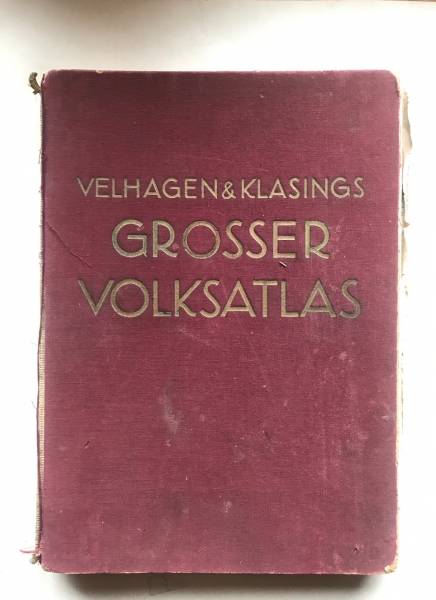 VELHAGEN & KLASINGS
GROSSER
VOLKSATLAS